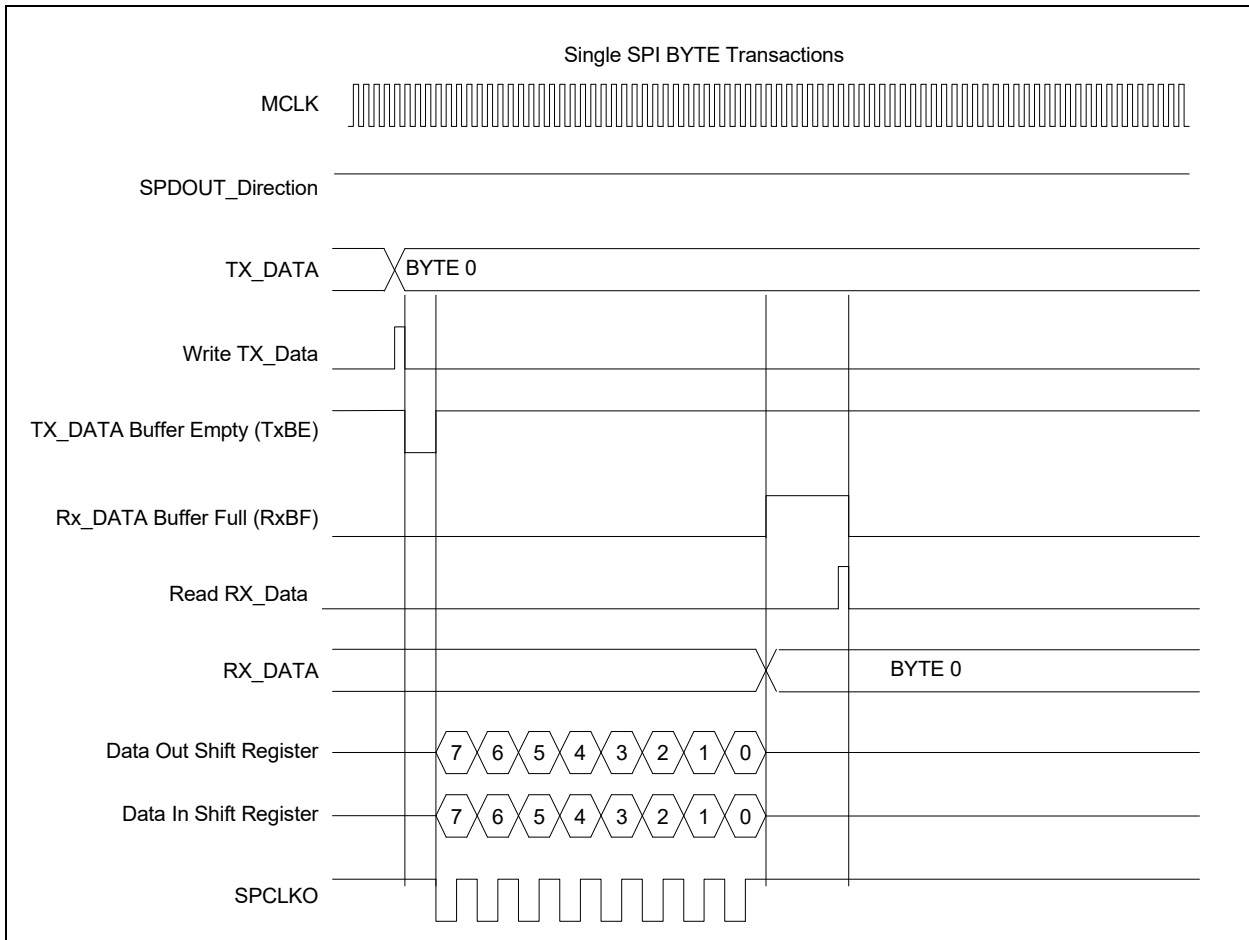 Single SPI BYTE Transactions
MCLK
SPDOUT_Direction
TX_DATA
BYTE 0
Write TX_Data
TX_DATA Buffer Empty (TxBE)
Rx_DATA Buffer Full (RxBF)
Read RX_Data
RX_DATA
BYTE 0
Data Out Shift Register
7 6 5 4 3 2 1 0
Data In Shift Register
7 6 5 4 3 2 1 0
SPCLKO